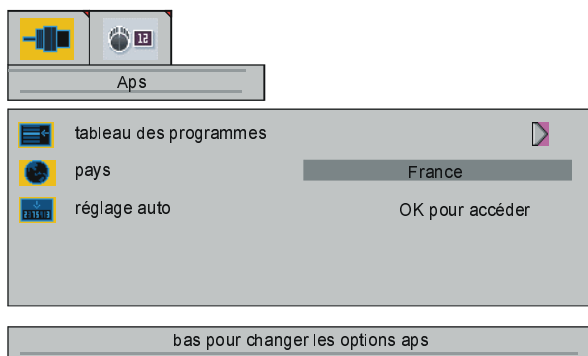 12
Aps
tableau des programmes
pays
France
réglage auto
OK pour accéder
bas pour changer les options aps